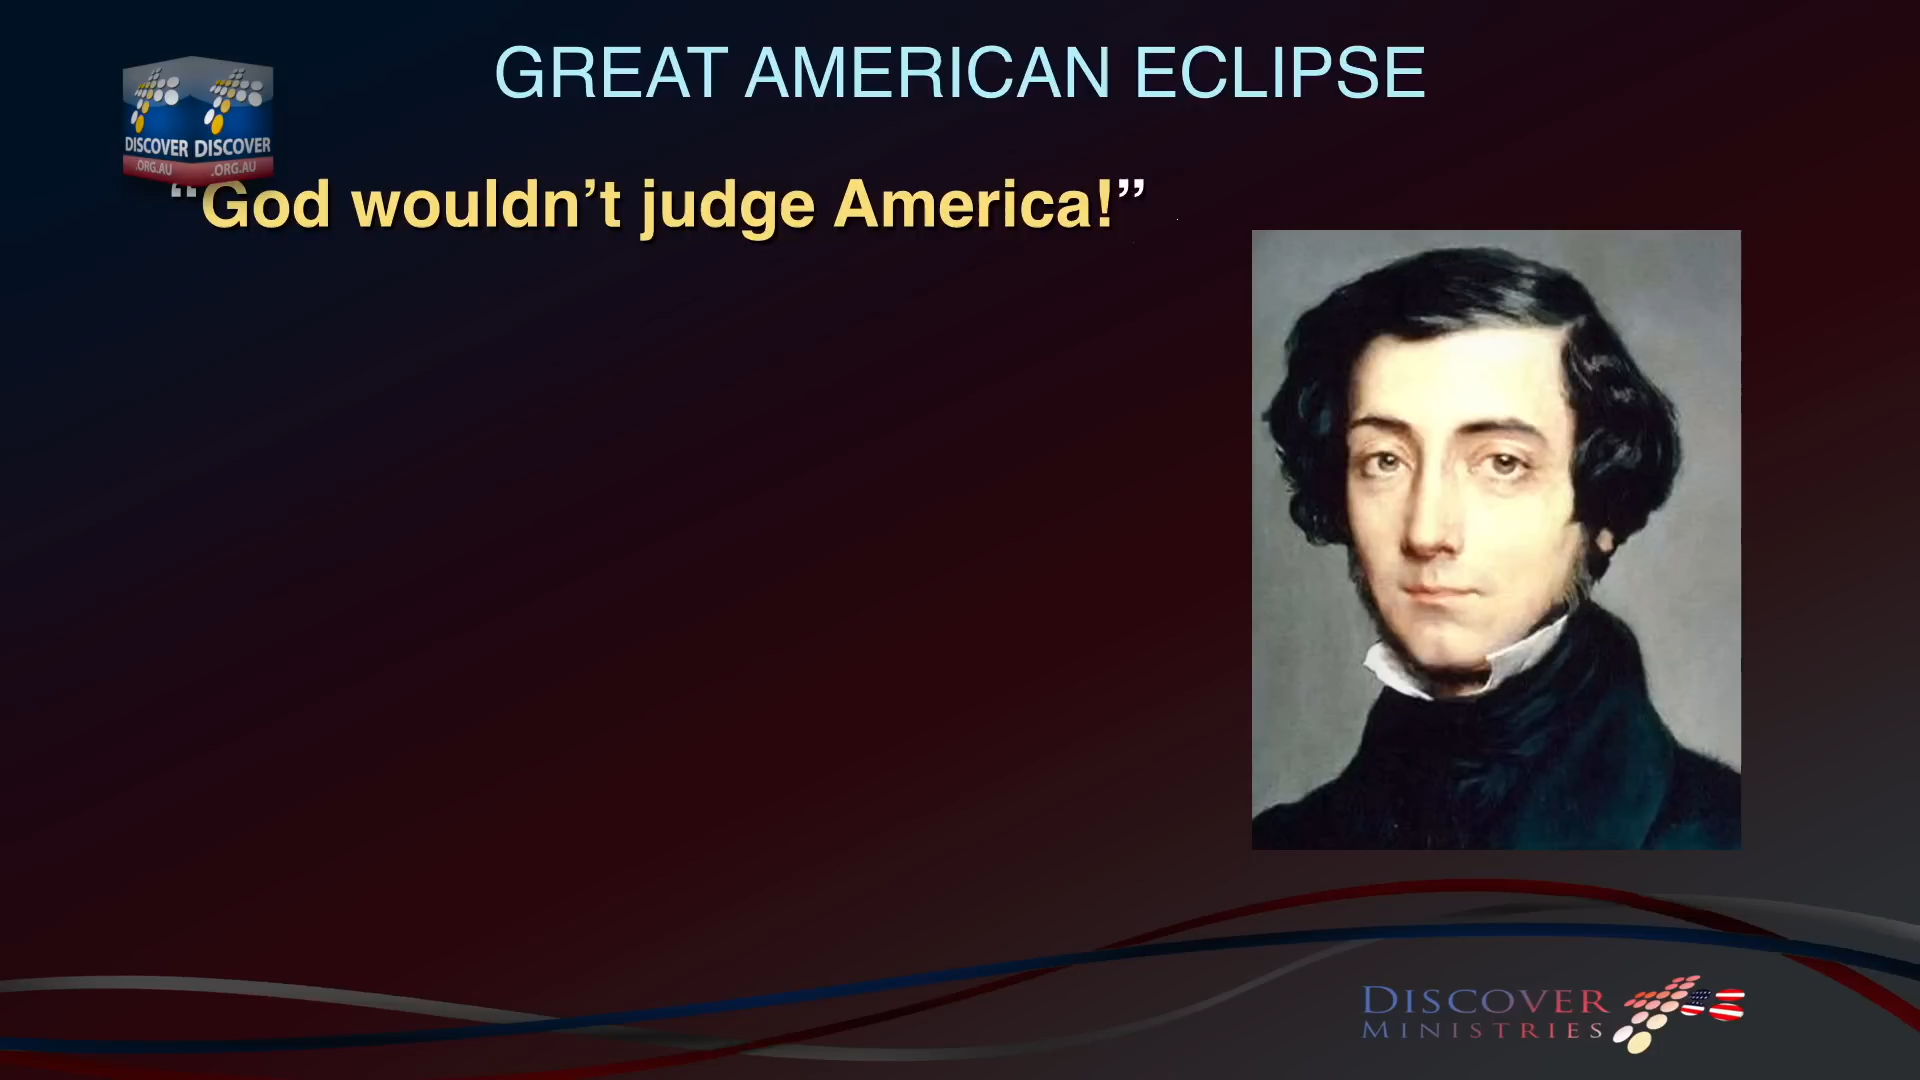 GREAT AMERICAN ECLIPSE
DISCOVER DISCOVER
.ORG.AU .ORG.AU
“God wouldn’t judge America!”
DISCOVER
MINISTRIES